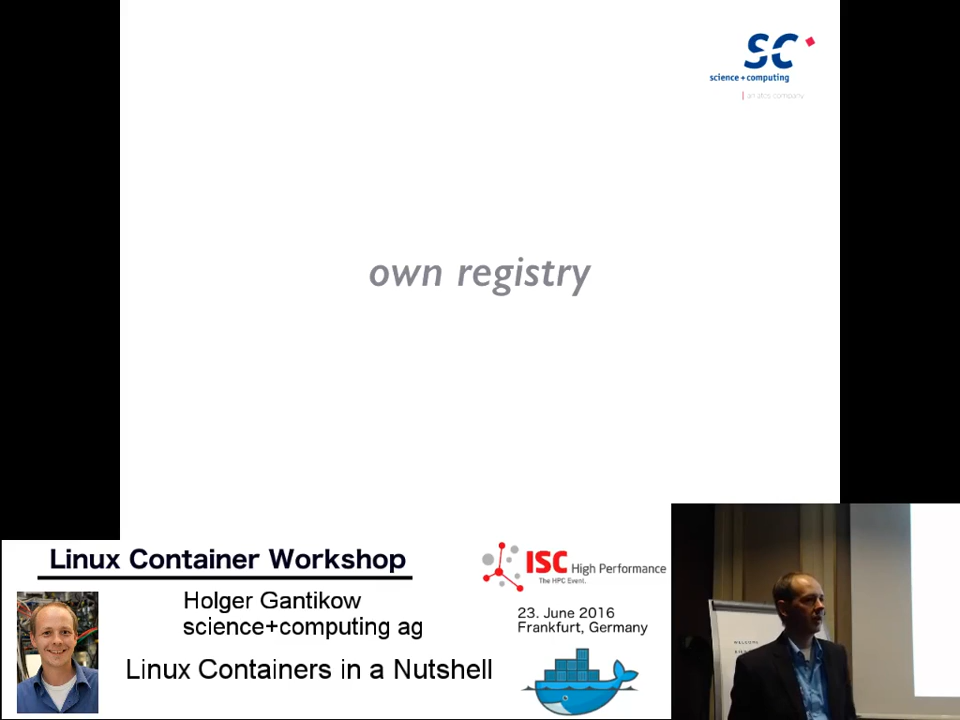 SC
science + computing
an atos company
own registry
Linux Container Workshop
Holger Gantikow
science+computing ag
Linux Containers in a Nutshell
ISC High Performance
The HPC Event.
23. June 2016
Frankfurt, Germany
WELCOME